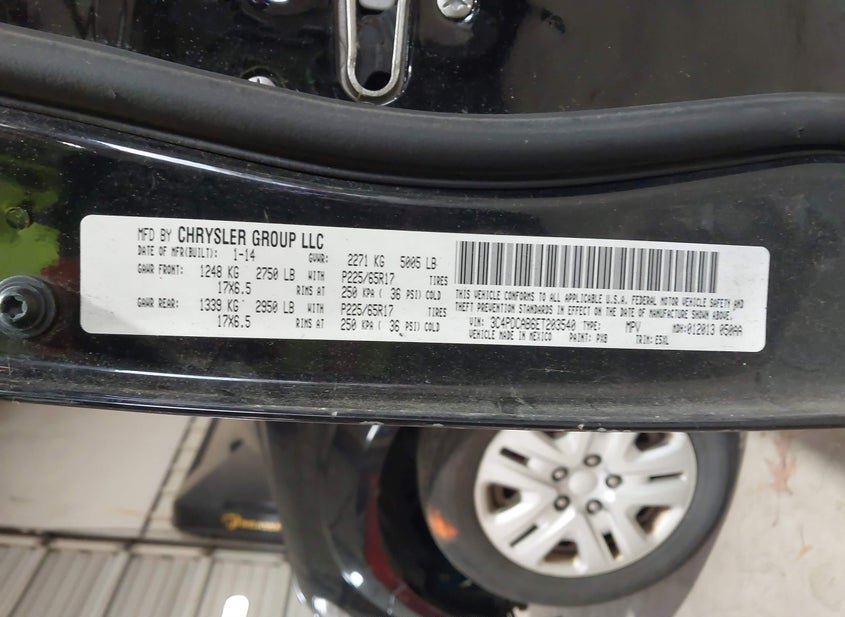 MFD BY CHRYSLER GROUP LLC
DATE OF MFR(BUILT): 1-14 GVWR: 2271 KG 5005 LB
GAWR FRONT: 1248 KG 2750 LB WITH P225/65R17 TIRES
17X6.5 RIMS AT 250 KPA ( 36 PSI) COLD
GAWR REAR: 1339 KG 2950 LB WITH P225/65R17 TIRES
17X6.5 RIMS AT 250 KPA ( 36 PSI) COLD
THIS VEHICLE CONFORMS TO ALL APPLICABLE U.S.A. FEDERAL MOTOR VEHICLE SAFETY AND
THEFT PREVENTION STANDARDS IN EFFECT ON THE DATE OF MANUFACTURE SHOWN ABOVE
VIN: 3C4PDCAB6ET203540 TYPE: MPV MDH:012013 050AA
VEHICLE MADE IN MEXICO PAINT: PXB TRIM: E5XL